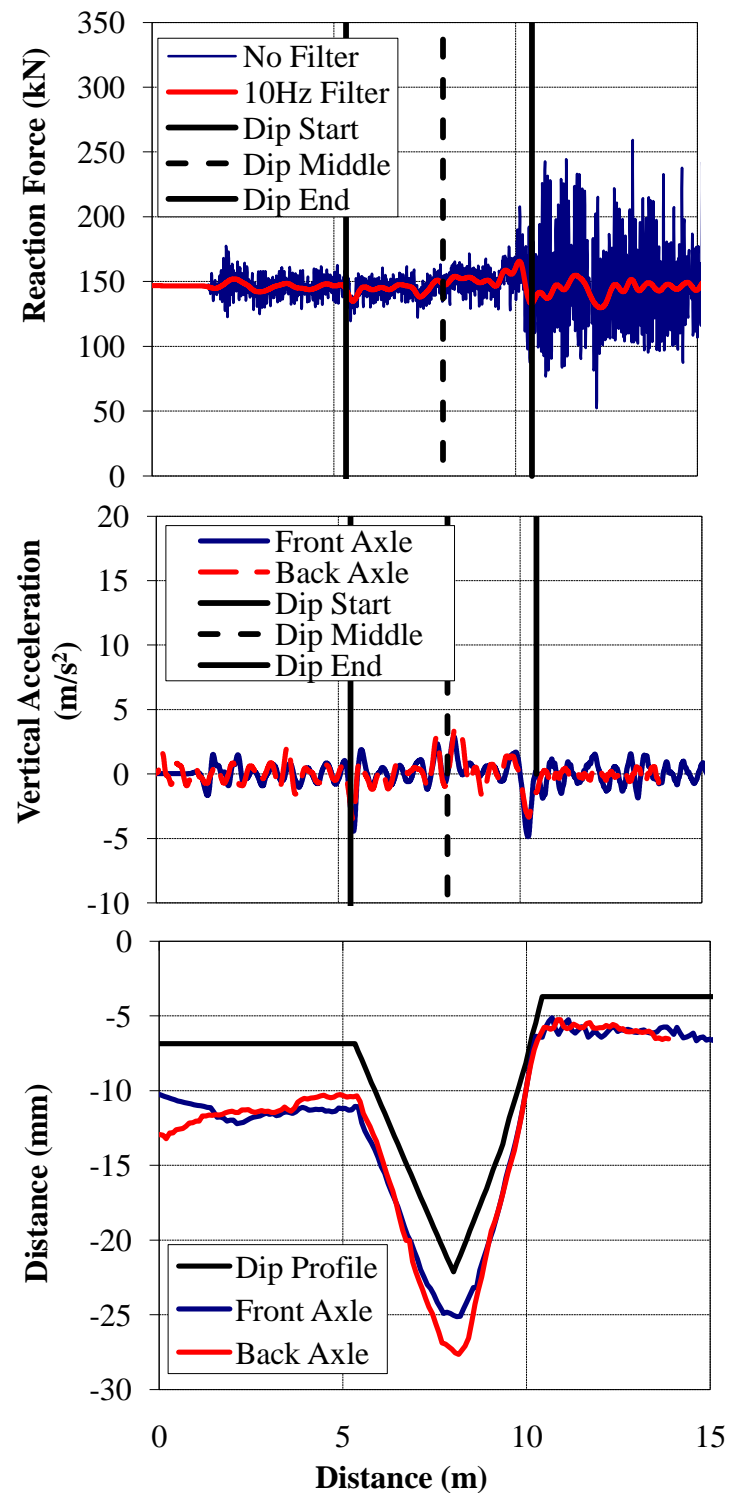 Reaction Force (kN)
350
300
250
200
150
100
50
0
No Filter
10Hz Filter
Dip Start
Dip Middle
Dip End
Vertical Acceleration
(m/s²)
20
15
10
5
0
-5
-10
Front Axle
Back Axle
Dip Start
Dip Middle
Dip End
Distance (mm)
0
-5
-10
-15
-20
-25
-30
Dip Profile
Front Axle
Back Axle
0 5 10 15
Distance (m)